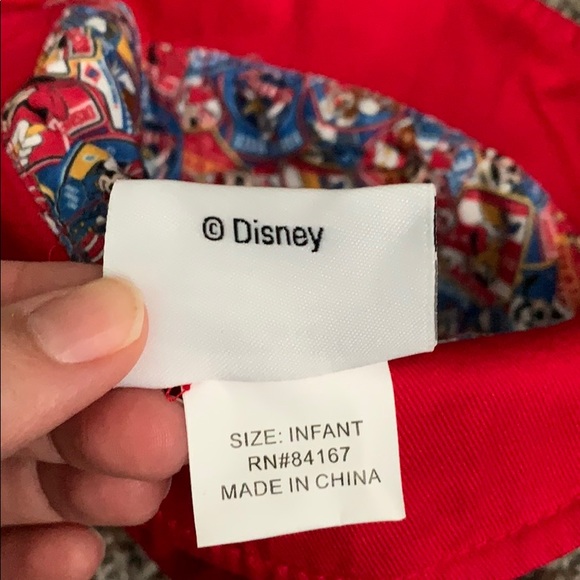 © Disney
SIZE: INFANT
RN#84167
MADE IN CHINA